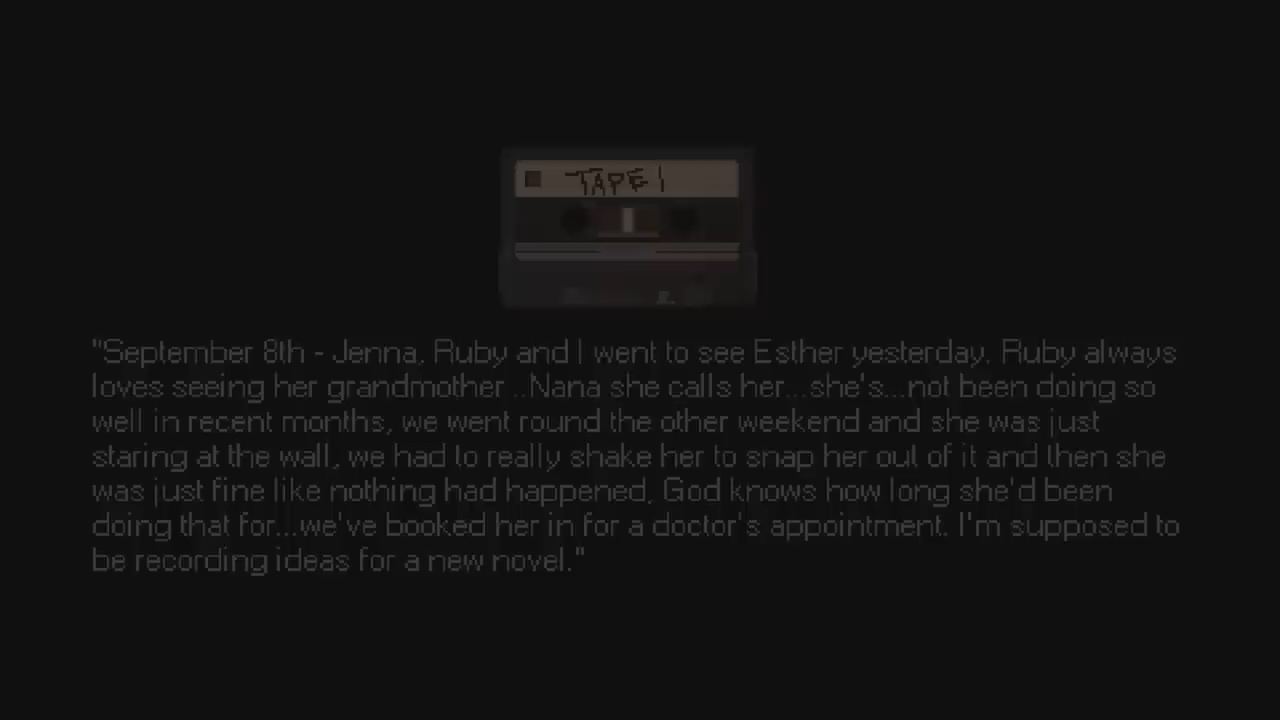 TAPE 1
"September 8th - Jenna, Ruby and I went to see Esther yesterday. Ruby always
loves seeing her grandmother...Nana she calls her...she's...not been doing so
well in recent months, we went round the other weekend and she was just
staring at the wall, we had to really shake her to snap her out of it and then she
was just fine like nothing had happened, God knows how long she'd been
doing that for...we've booked her in for a doctor's appointment. I'm supposed to
be recording ideas for a new novel."